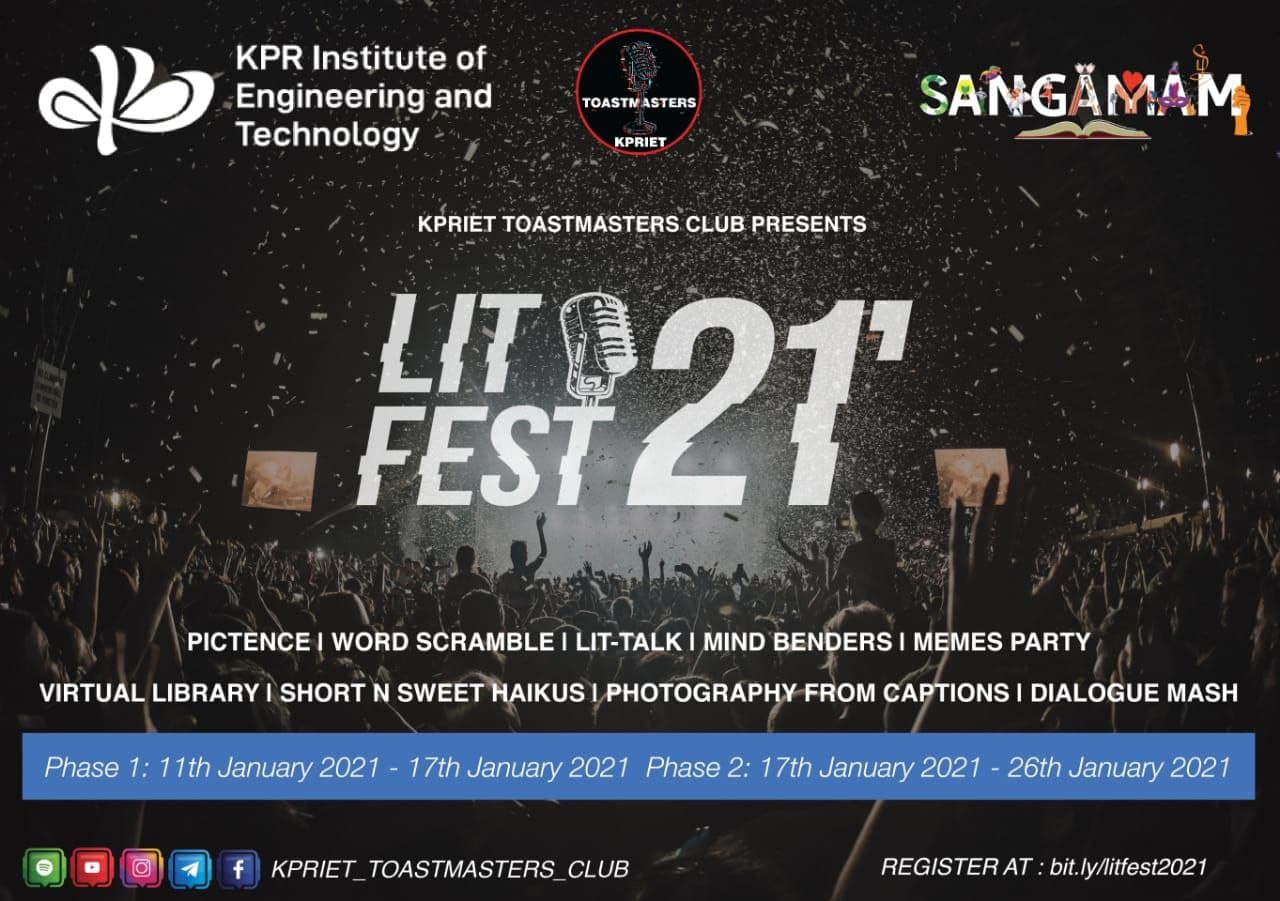 KPR Institute of
Engineering and
Technology
TOASTMASTERS
KPRIET
SANGAMAM
KPRIET TOASTMASTERS CLUB PRESENTS
LIT
FEST
21'
PICTENCE | WORD SCRAMBLE | LIT-TALK | MIND BENDERS | MEMES PARTY
VIRTUAL LIBRARY | SHORT N SWEET HAIKUS | PHOTOGRAPHY FROM CAPTIONS | DIALOGUE MASH
Phase 1: 11th January 2021 - 17th January 2021 Phase 2: 17th January 2021 - 26th January 2021
KPRIET_TOASTMASTERS_CLUB
REGISTER AT : bit.ly/litfest2021